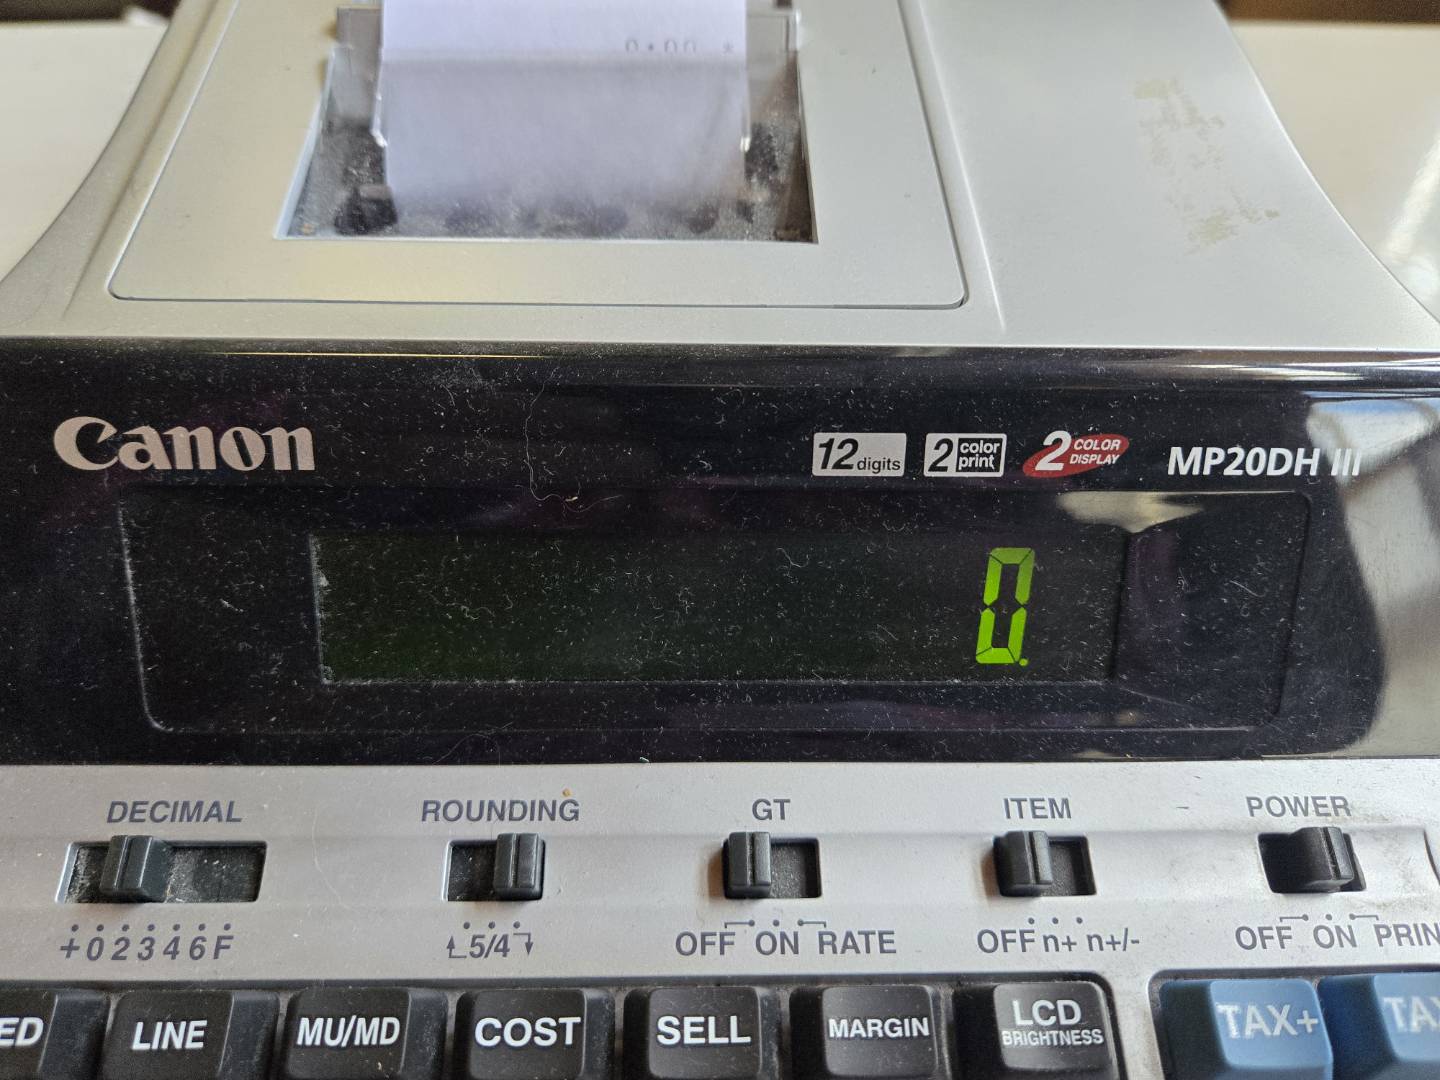 0.00 *
Canon
12 digits 2 color print 2 COLOR DISPLAY MP20DH III
0.
DECIMAL ROUNDING GT ITEM POWER
+ 0 2 3 4 6 F 5/4 OFF ON RATE OFF n+ n+/- OFF ON PRIN
ED LINE MU/MD COST SELL MARGIN LCD BRIGHTNESS TAX+ TAX